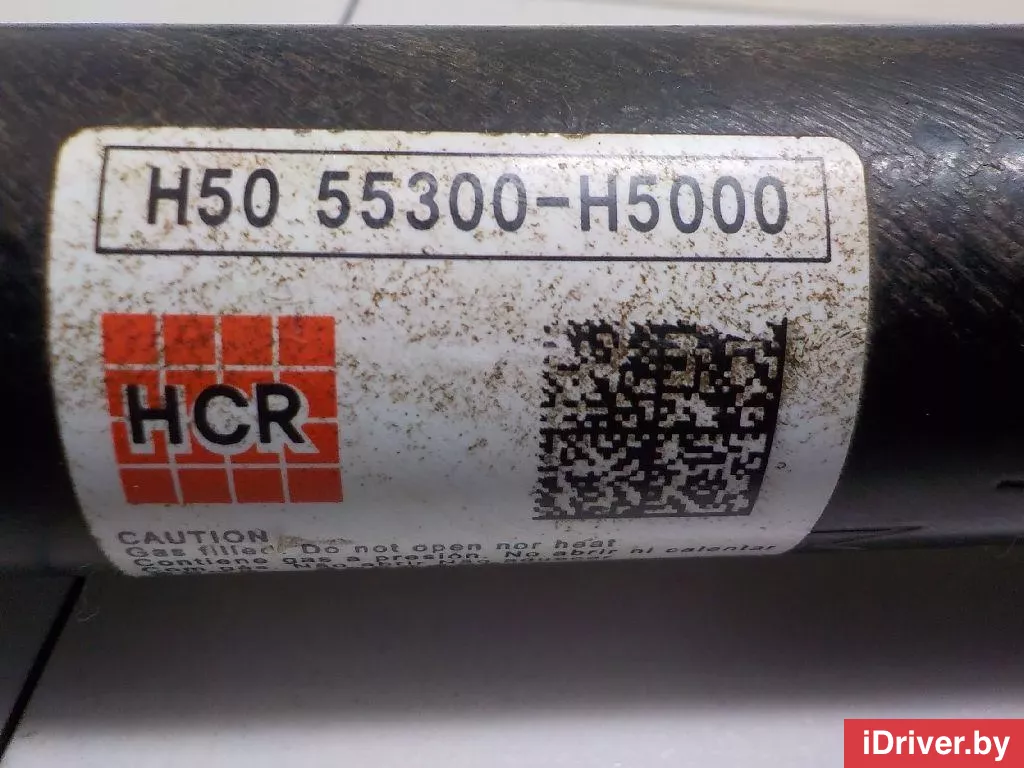 H50 55300-H5000
HCR
CAUTION
Gas filled. Do not open nor heat
Contiene gas a presion. No abrir ni calentar
iDriver.by